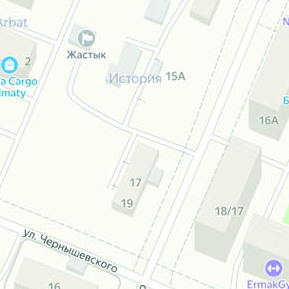 Arbat
2
Жастык
a Cargo
lmaty
История
15А
16А
17
19
18/17
ул. Чернышевского
16
ErmakGy